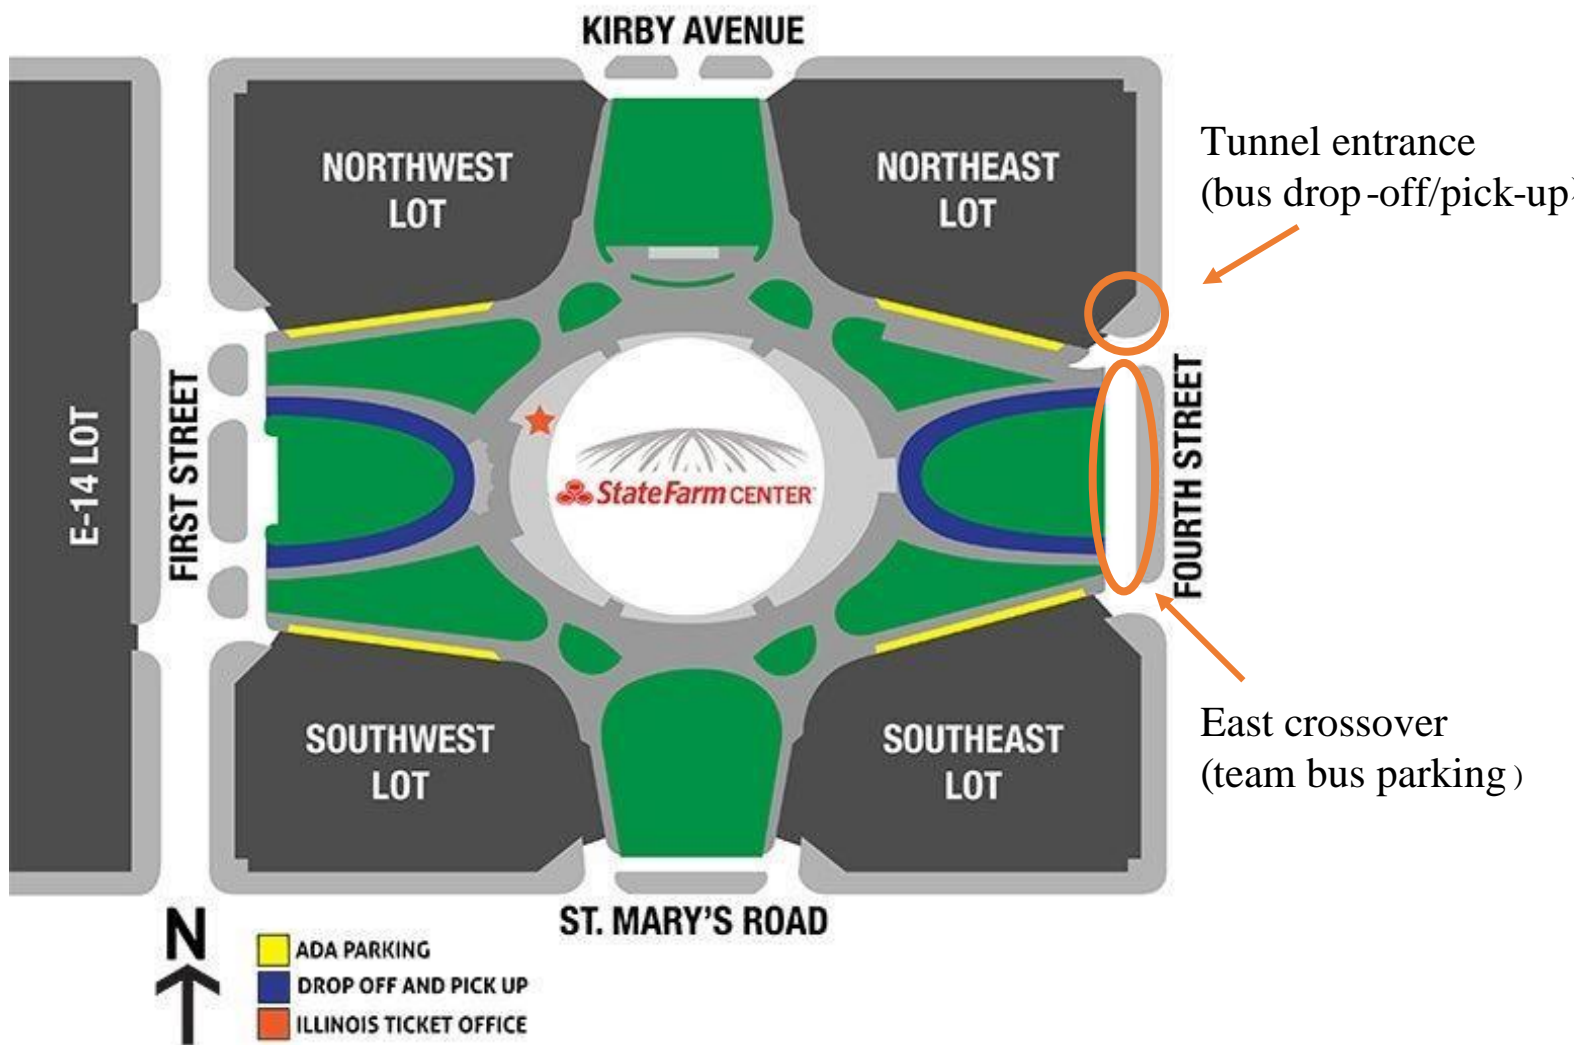 KIRBY AVENUE
NORTHWEST
LOT
NORTHEAST
LOT
Tunnel entrance
(bus drop-off/pick-up)
E-14 LOT
FIRST STREET
StateFarm CENTER
FOURTH STREET
SOUTHWEST
LOT
SOUTHEAST
LOT
East crossover
(team bus parking)
ST. MARY'S ROAD
N
ADA PARKING
DROP OFF AND PICK UP
ILLINOIS TICKET OFFICE